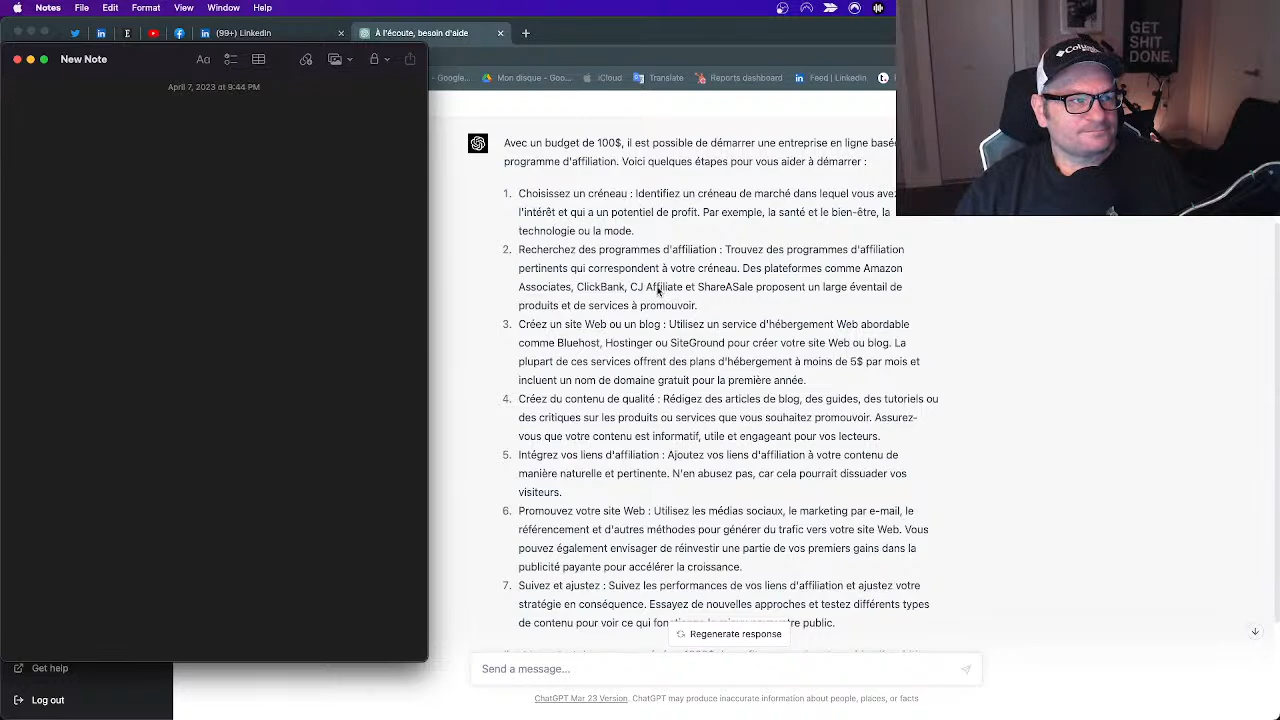 Notes File Edit Format View Window Help
(99+) LinkedIn
À Réussite, besoin d'aide
New Note
Aa
- Google...
Mon disque - Goo...
iCloud
Translate
Reports dashboard
Feed | LinkedIn
April 7, 2023 at 9:44 PM
GET
SHIT
DONE.
Columbia
Avec un budget de 100$, il est possible de démarrer une entreprise en ligne
programme d'affiliation. Voici quelques étapes pour vous aider à démarrer :
1. Choisissez un créneau : Identifiez un créneau de marché dans lequel vous
l'intérêt et qui a un potentiel de profit. Par exemple, la santé et le bien-être, la
technologie ou la mode.
2. Recherchez des programmes d'affiliation : Trouvez des programmes d'affiliation
pertinents qui correspondent à votre créneau. Des plateformes comme Amazon
Associates, ClickBank, CJ Affiliate et ShareASale proposent un large éventail de
produits et de services à promouvoir.
3. Créez un site Web ou un blog : Utilisez un service d'hébergement Web abordable
comme Bluehost, Hostinger ou SiteGround pour créer votre site Web ou blog. La
plupart de ces services offrent des plans d'hébergement à moins de 5$ par mois et
incluent un nom de domaine gratuit pour la première année.
4. Créez du contenu de qualité : Rédigez des articles de blog, des guides, des tutoriels ou
des critiques sur les produits ou services que vous souhaitez promouvoir. Assurez-
vous que votre contenu est informatif, utile et engageant pour vos lecteurs.
5. Intégrez vos liens d'affiliation : Ajoutez vos liens d'affiliation à votre contenu de
manière naturelle et pertinente. N'en abusez pas, car cela pourrait dissuader vos
visiteurs.
6. Promouvez votre site Web : Utilisez les médias sociaux, le marketing par e-mail, le
référencement et d'autres méthodes pour générer du trafic vers votre site Web. Vous
pouvez également envisager de réinvestir une partie de vos premiers gains dans la
publicité payante pour accélérer la croissance.
7. Suivez et ajustez : Suivez les performances de vos liens d'affiliation et ajustez votre
stratégie en conséquence. Essayez de nouvelles approches et testez différents types
de contenu pour voir ce qui public.
Regenerate response
Get help
Send a message...
Log out
ChatGPT Mar 23 Version. ChatGPT may produce inaccurate information about people, places, or facts